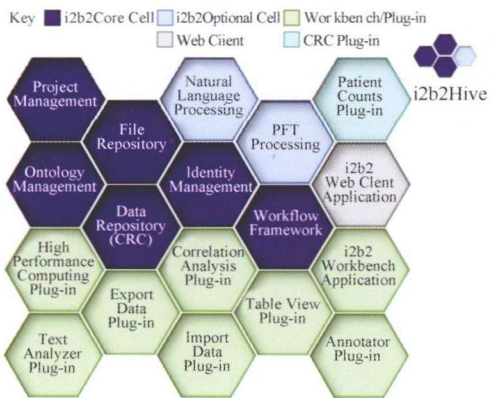 Key i2b2Core Cell i2b2Optional Cell Workbench/Plug-in
Web Ciient CRC Plug-in
i2b2Hive
Project
Management
Natural
Language
Processing
Patient
Counts
Plug-in
File
Repository
PFT
Processing
Ontology
Management
Identity
Management
i2b2
Web Clent
Application
Data
Repository
(CRC)
Workflow
Framework
High
Performance
Computing
Plug-in
Correlation
Analysis
Plug-in
i2b2
Workbench
Application
Export
Data
Plug-in
Table View
Plug-in
Text
Analyzer
Plug-in
Import
Data
Plug-in
Annotator
Plug-in